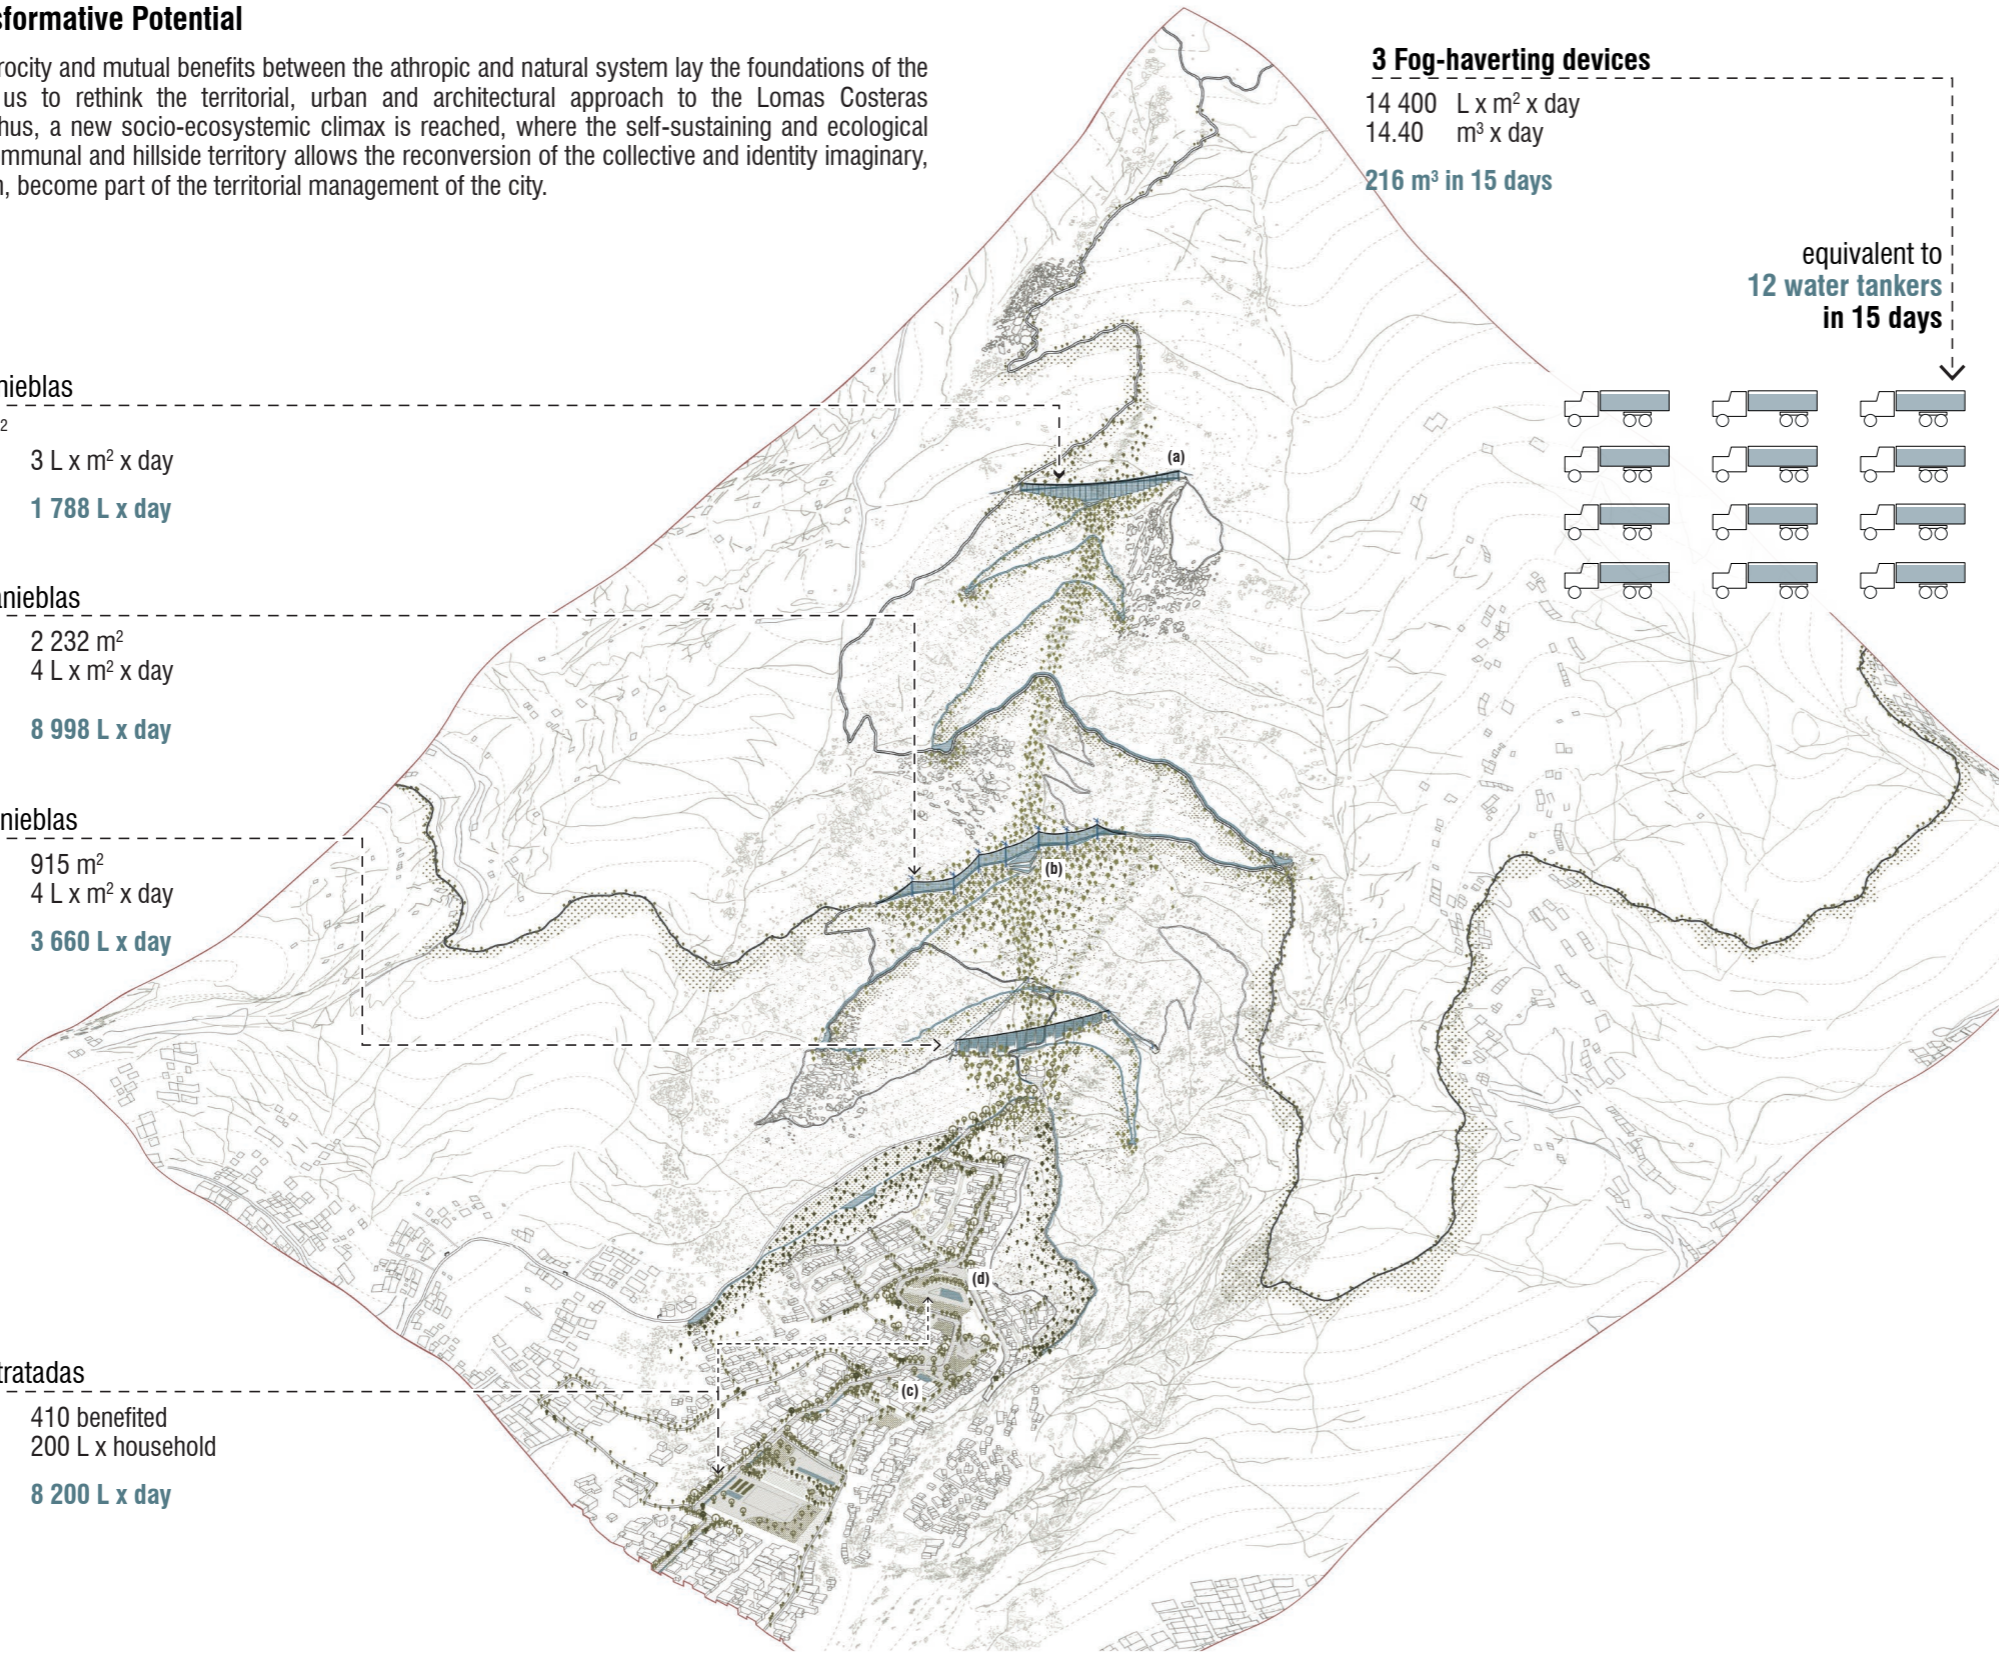 sformative Potential
rocity and mutual benefits between the athropic and natural system lay the foundations of the
us to rethink the territorial, urban and architectural approach to the Lomas Costeras
hus, a new socio-ecosystemic climax is reached, where the self-sustaining and ecological
mmunal and hillside territory allows the reconversion of the collective and identity imaginary,
n, become part of the territorial management of the city.
3 Fog-haverting devices
14 400 L x m² x day
14.40 m³ x day
216 m³ in 15 days
equivalent to
12 water tankers
in 15 days
nieblas
2
3 L x m² x day
1 788 L x day
anieblas
2 232 m²
4 L x m² x day
8 998 L x day
nieblas
915 m²
4 L x m² x day
3 660 L x day
tratadas
410 benefited
200 L x household
8 200 L x day
(a)
(b)
(d)
(c)